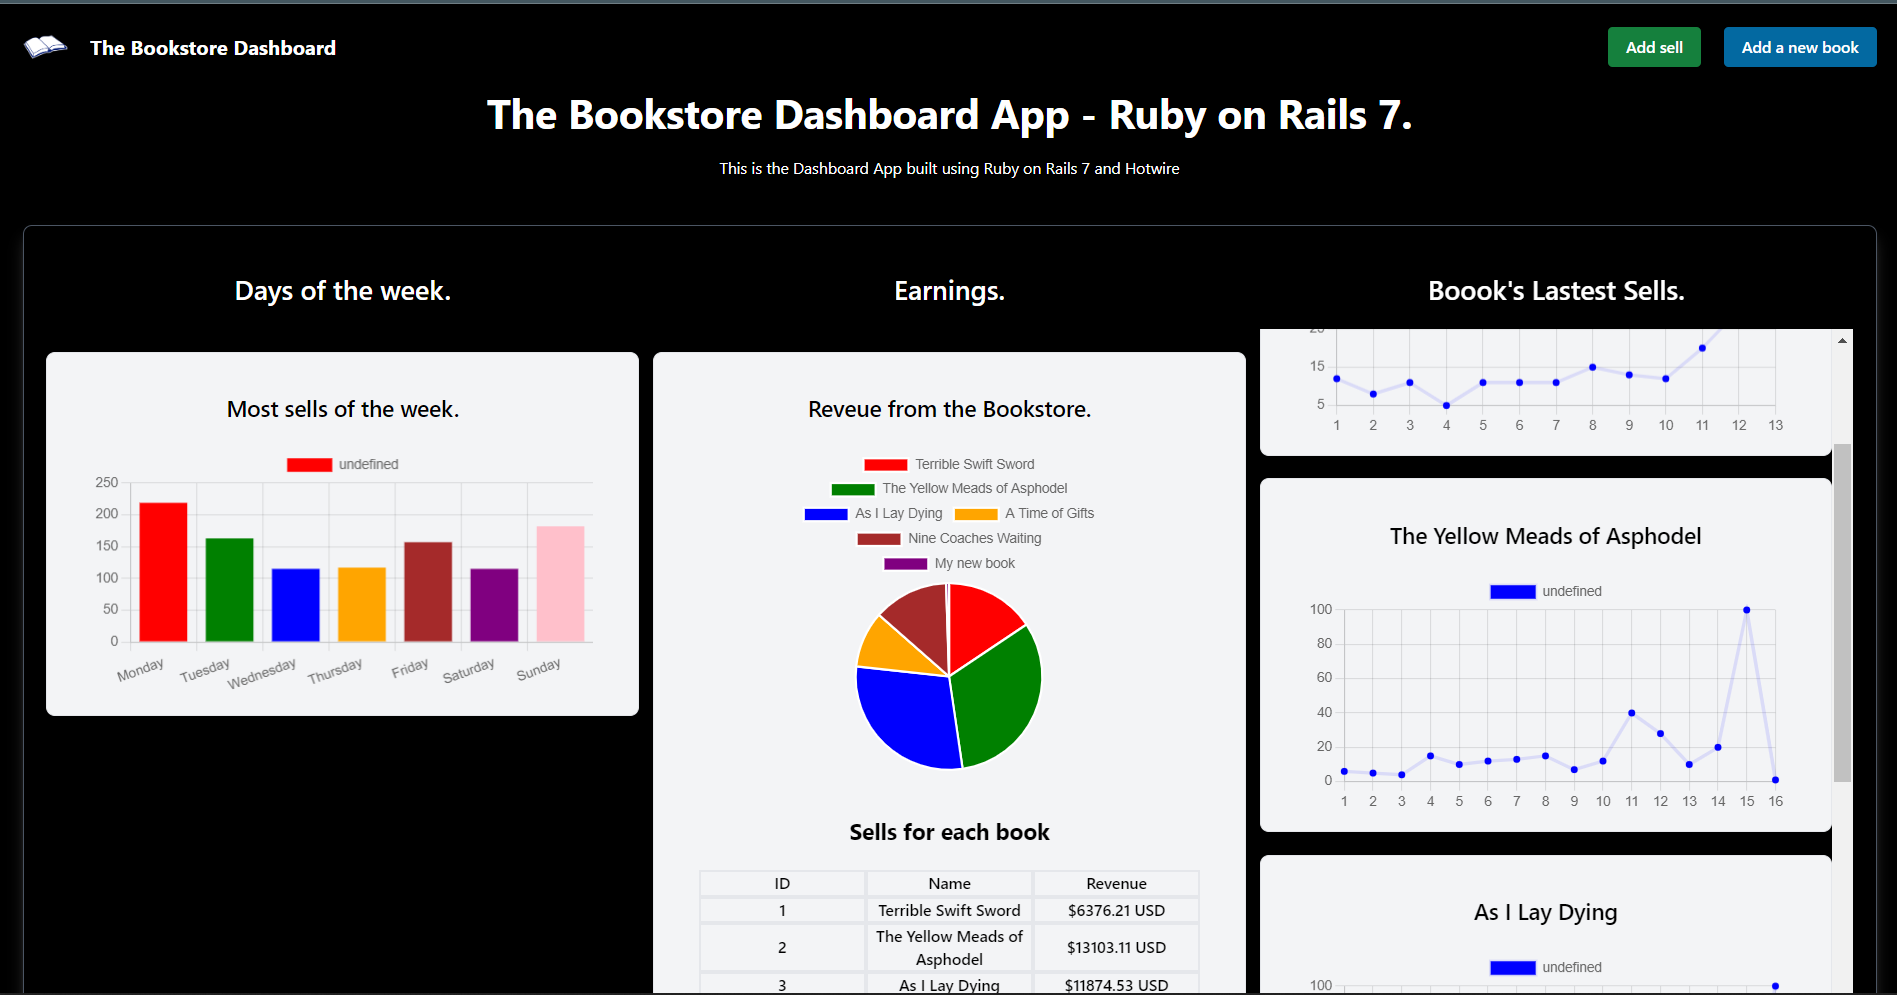 The Bookstore Dashboard
Add sell
Add a new book
The Bookstore Dashboard App - Ruby on Rails 7.
This is the Dashboard App built using Ruby on Rails 7 and Hotwire
Days of the week.
Most sells of the week.
undefined
250
200
150
100
50
0
Monday Tuesday Wednesday Thursday Friday Saturday Sunday
Earnings.
Reveue from the Bookstore.
Terrible Swift Sword
The Yellow Meads of Asphodel
As I Lay Dying A Time of Gifts
Nine Coaches Waiting
My new book
Sells for each book
ID Name Revenue
1 Terrible Swift Sword $6376.21 USD
2 The Yellow Meads of Asphodel $13103.11 USD
3 As I Lay Dying $11874.53 USD
Boook's Lastest Sells.
25
15
5
1 2 3 4 5 6 7 8 9 10 11 12 13
The Yellow Meads of Asphodel
undefined
100
80
60
40
20
0
1 2 3 4 5 6 7 8 9 10 11 12 13 14 15 16
As I Lay Dying
undefined
100